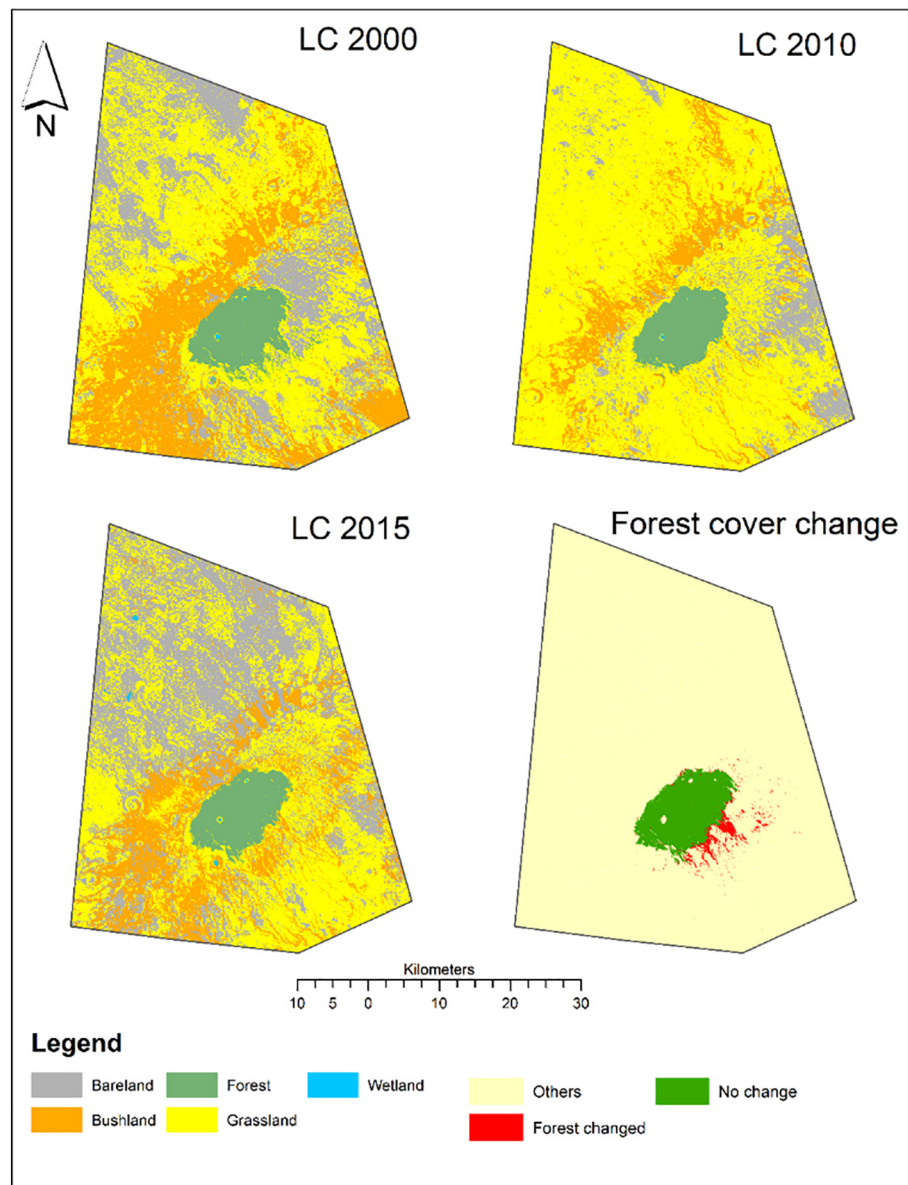 LC 2000
LC 2010
N
LC 2015
Forest cover change
Kilometers
10 5 0 10 20 30
Legend
Bareland Forest Wetland Others No change
Bushland Grassland Forest changed